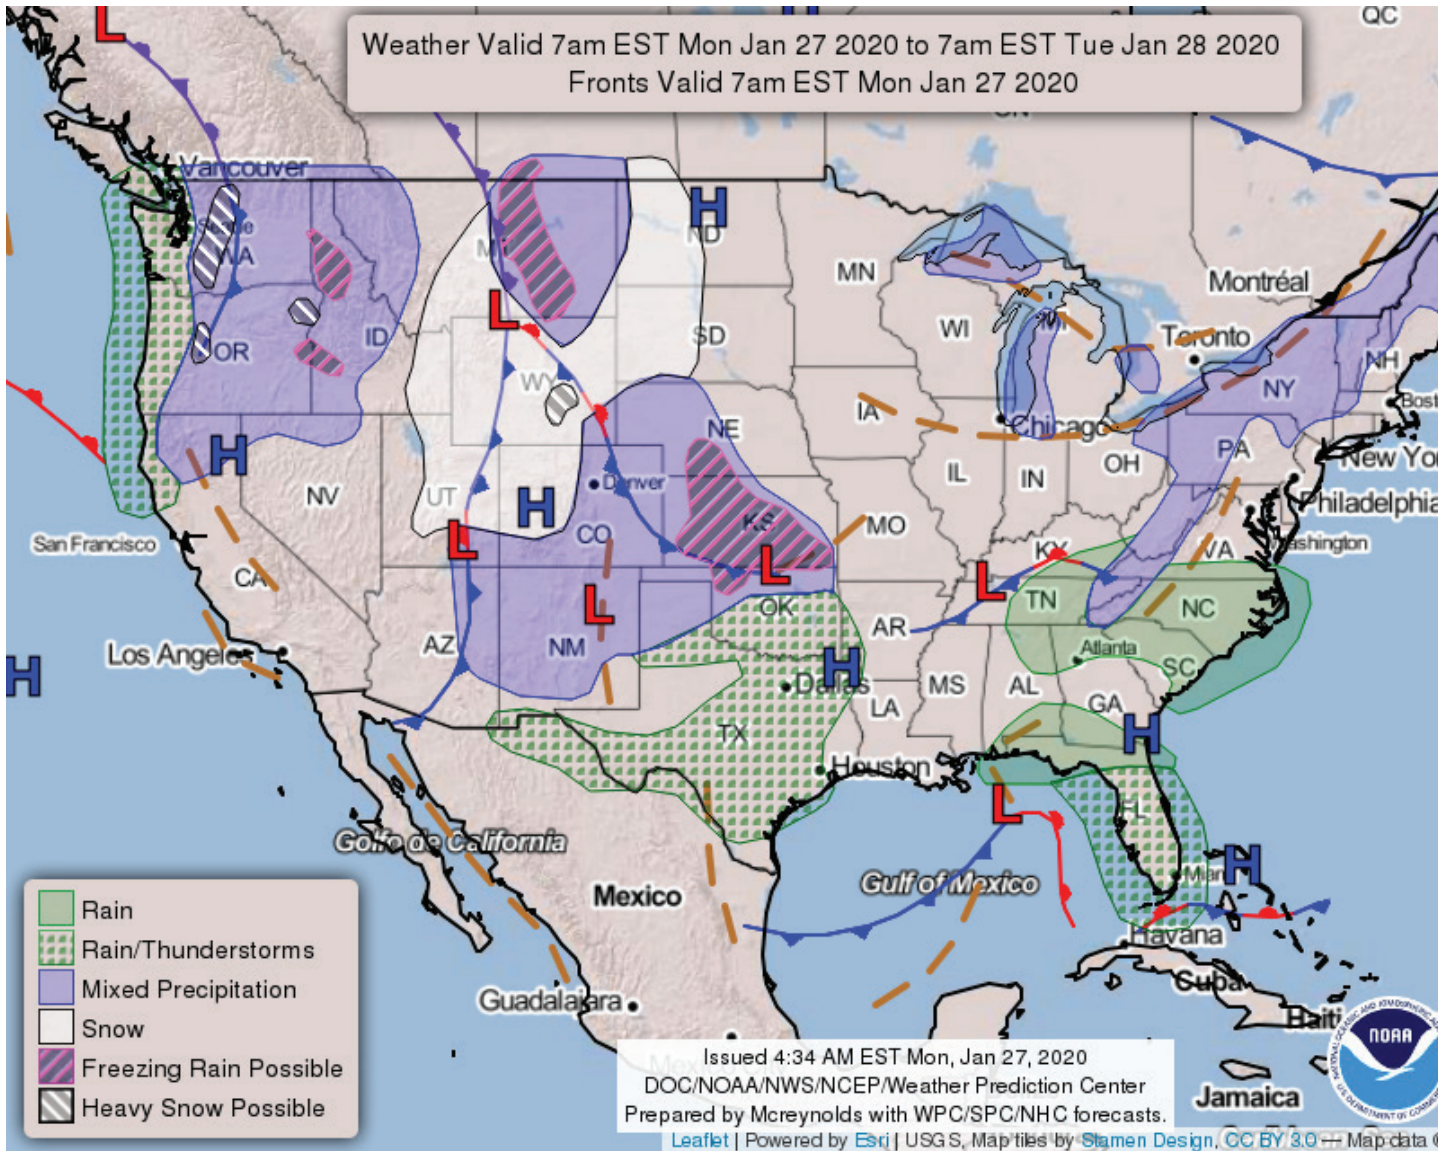 QC
Weather Valid 7am EST Mon Jan 27 2020 to 7am EST Tue Jan 28 2020
Fronts Valid 7am EST Mon Jan 27 2020
L
H
Vancouver
H
ND
WA
MN
Montréal
L
OR
ID
SD
WI
Toronto
WY
NY
NH
IA
Chicago
Bost
NE
H
PA
New Yo
UT
NV
Denver
IL
IN
OH
H
KS
MO
Philadelphia
San Francisco
L
CO
KY
VA
ashington
CA
L
L
L
OK
TN
NC
AR
Los Angeles
AZ
NM
H
Atlanta
SC
H
Dallas
MS
AL
LA
GA
TX
H
Houston
L
FL
Golfo de California
Gulf of Mexico
H
Miami
Mexico
Havana
Cuba
Guadalajara
Haiti
Mexico City
Jamaica
Rain
Rain/Thunderstorms
Mixed Precipitation
Snow
Freezing Rain Possible
Heavy Snow Possible
NOAA
Issued 4:34 AM EST Mon, Jan 27, 2020
DOC/NOAA/NWS/NCEP/Weather Prediction Center
Prepared by Mcreynolds with WPC/SPC/NHC forecasts.
Leaflet | Powered by Esri | USGS, Map tiles by Stamen Design, CC BY 3.0 — Map data ©